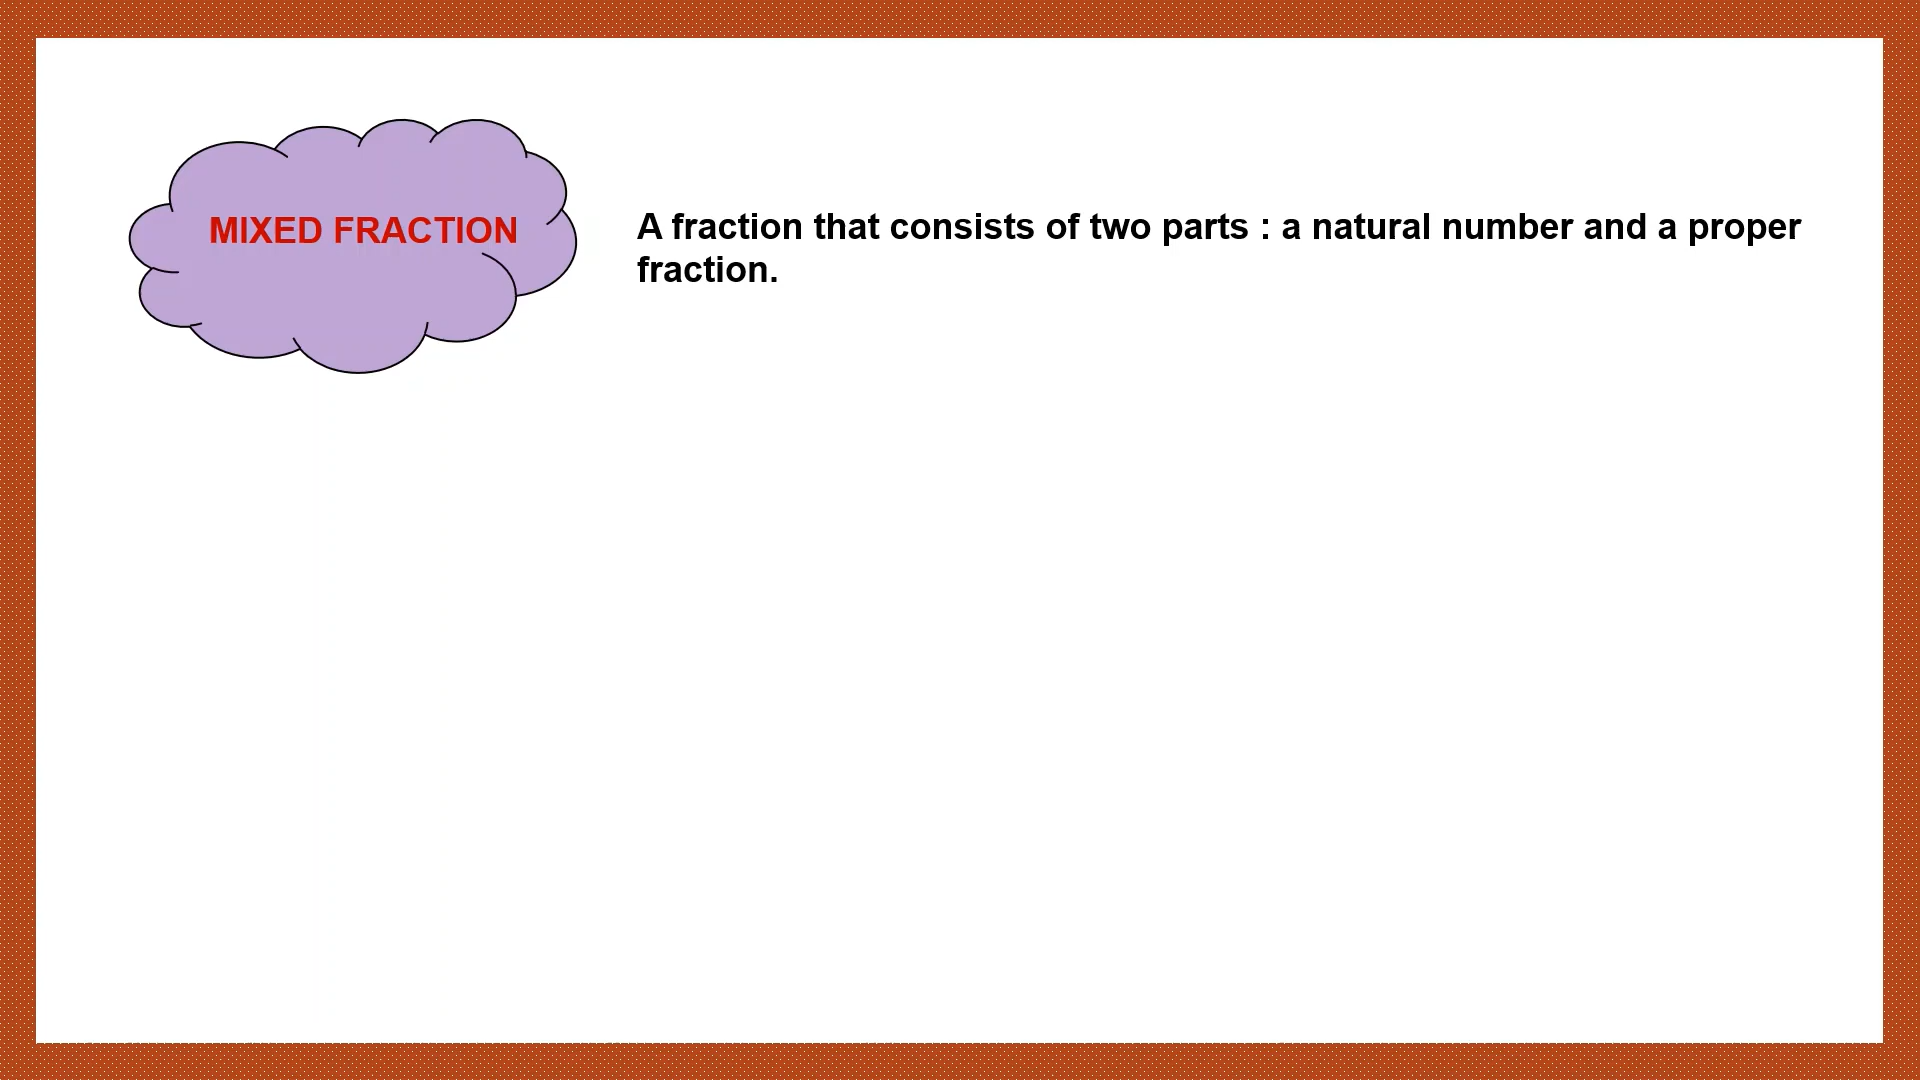 MIXED FRACTION
A fraction that consists of two parts : a natural number and a proper
fraction.